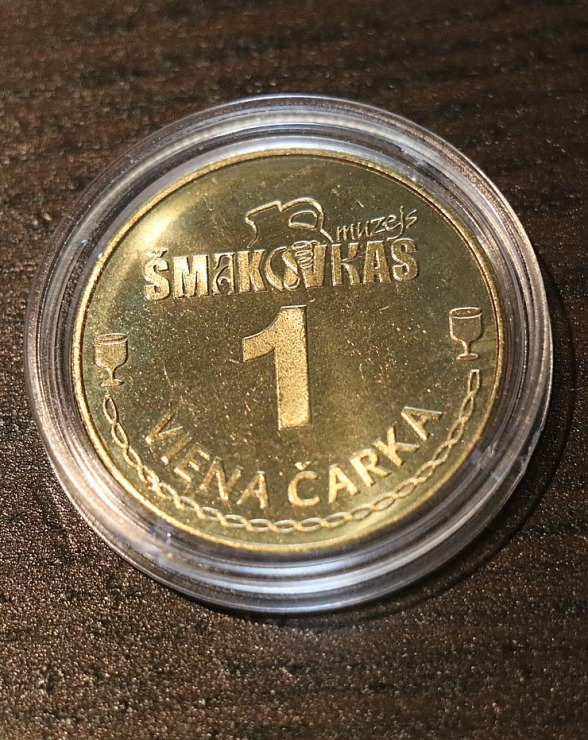 muzejs
ŠMAKOVKAS
1
VIENA ČARKA